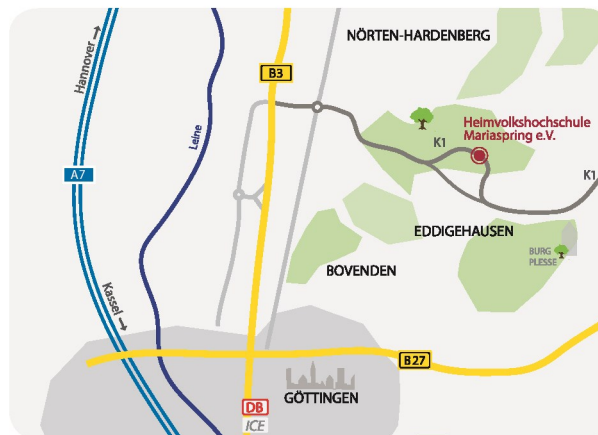 NÖRTEN-HARDENBERG
Hannover →
B3
Heimvolkshochschule
Mariaspring e.V.
Leine
K1
K1
A7
EDDIGEHAUSEN
BURG
PLESSE
BOVENDEN
Kassel →
B27
GÖTTINGEN
DB
ICE